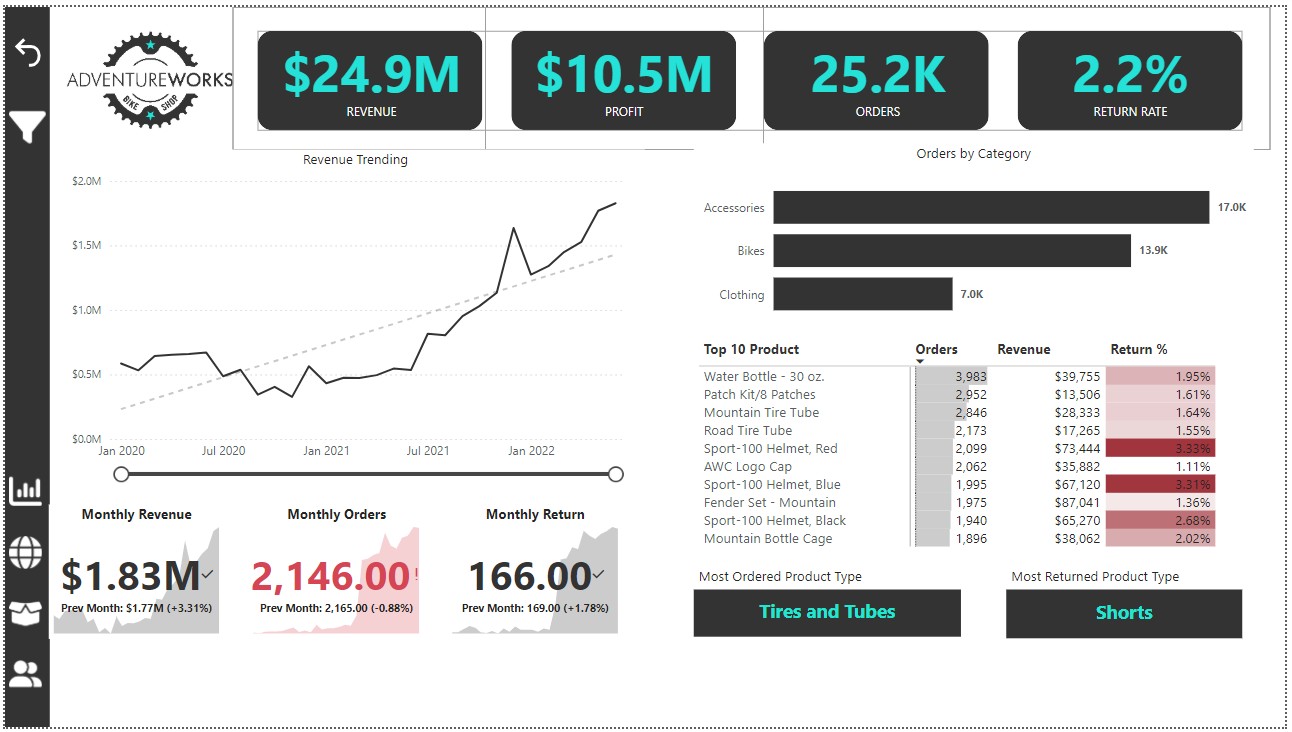 ADVENTUREWORKS
BIKE SHOP
$24.9M
REVENUE
$10.5M
PROFIT
25.2K
ORDERS
2.2%
RETURN RATE
Revenue Trending
$2.0M
$1.5M
$1.0M
$0.5M
$0.0M
Jan 2020 Jul 2020 Jan 2021 Jul 2021 Jan 2022
Orders by Category
Accessories 17.0K
Bikes 13.9K
Clothing 7.0K
Top 10 Product Orders Revenue Return %
Water Bottle - 30 oz. 3,983 $39,755 1.95%
Patch Kit/8 Patches 2,952 $13,506 1.61%
Mountain Tire Tube 2,846 $28,333 1.64%
Road Tire Tube 2,173 $17,265 1.55%
Sport-100 Helmet, Red 2,099 $73,444 3.33%
AWC Logo Cap 2,062 $35,882 1.11%
Sport-100 Helmet, Blue 1,995 $67,120 3.31%
Fender Set - Mountain 1,975 $87,041 1.36%
Sport-100 Helmet, Black 1,940 $65,270 2.68%
Mountain Bottle Cage 1,896 $38,062 2.02%
Monthly Revenue
$1.83M
Prev Month: $1.77M (+3.31%)
Monthly Orders
2,146.00!
Prev Month: 2,165.00 (-0.88%)
Monthly Return
166.00
Prev Month: 169.00 (+1.78%)
Most Ordered Product Type
Tires and Tubes
Most Returned Product Type
Shorts